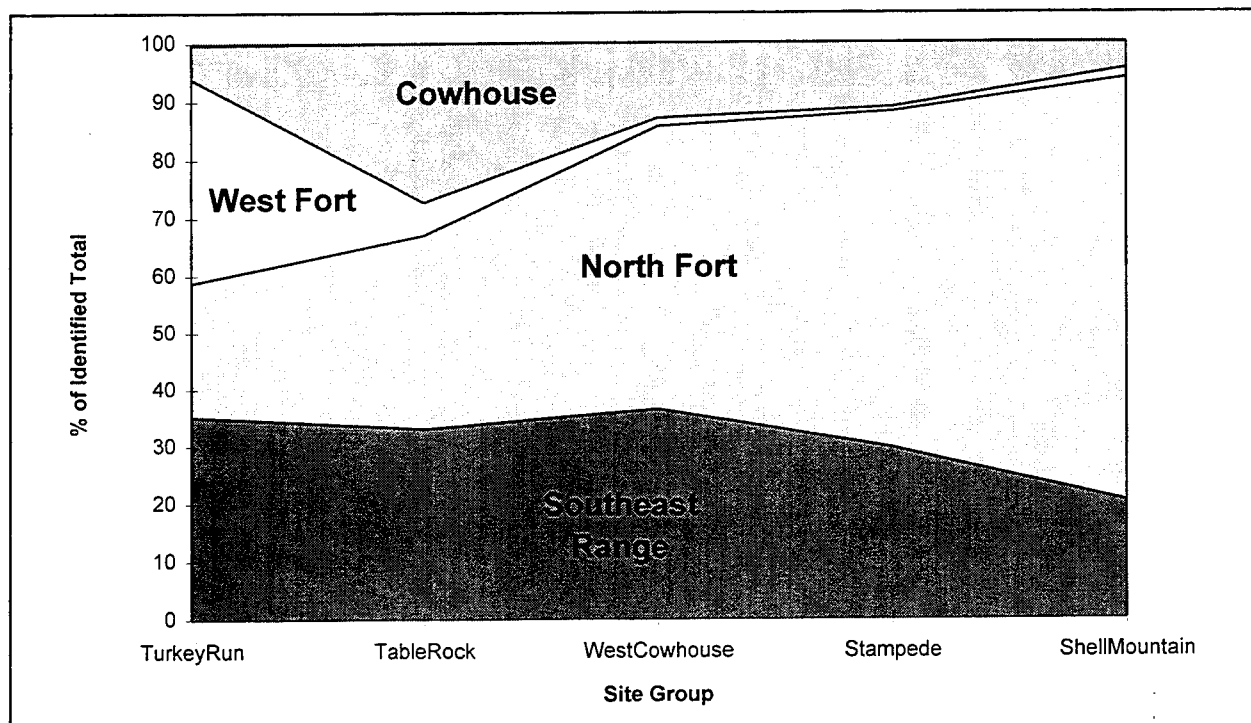 100
90
80
70
60
50
40
30
20
10
0
% of Identified Total
Cowhouse
West Fort
North Fort
Southeast
Range
TurkeyRun
TableRock
WestCowhouse
Stampede
ShellMountain
Site Group